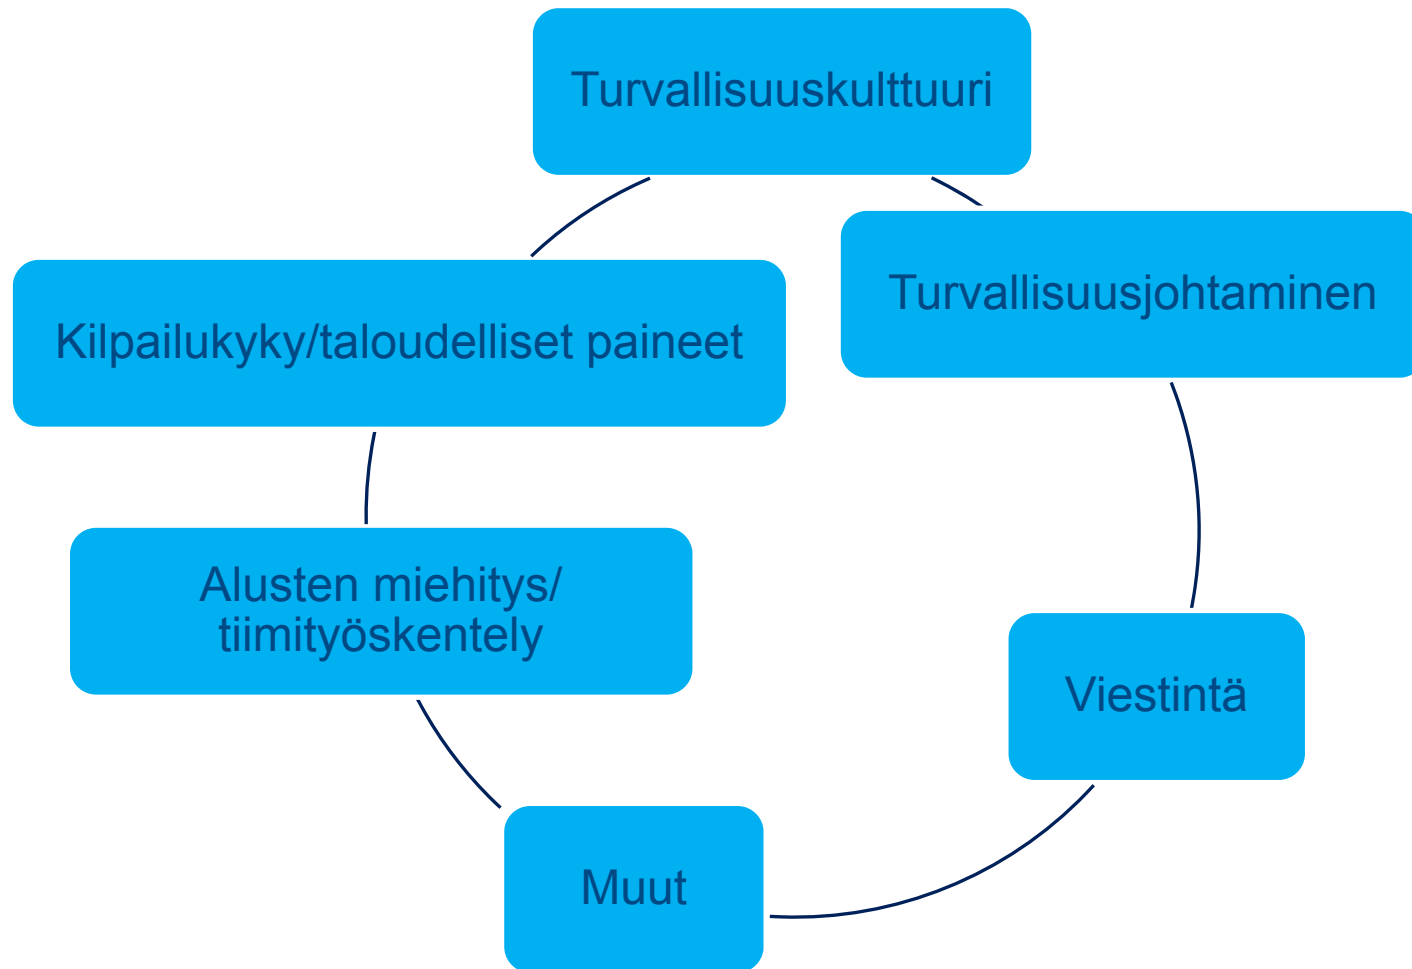 Turvallisuuskulttuuri
Turvallisuusjohtaminen
Kilpailukyky/taloudelliset paineet
Alusten miehitys/
tiimityöskentely
Viestintä
Muut